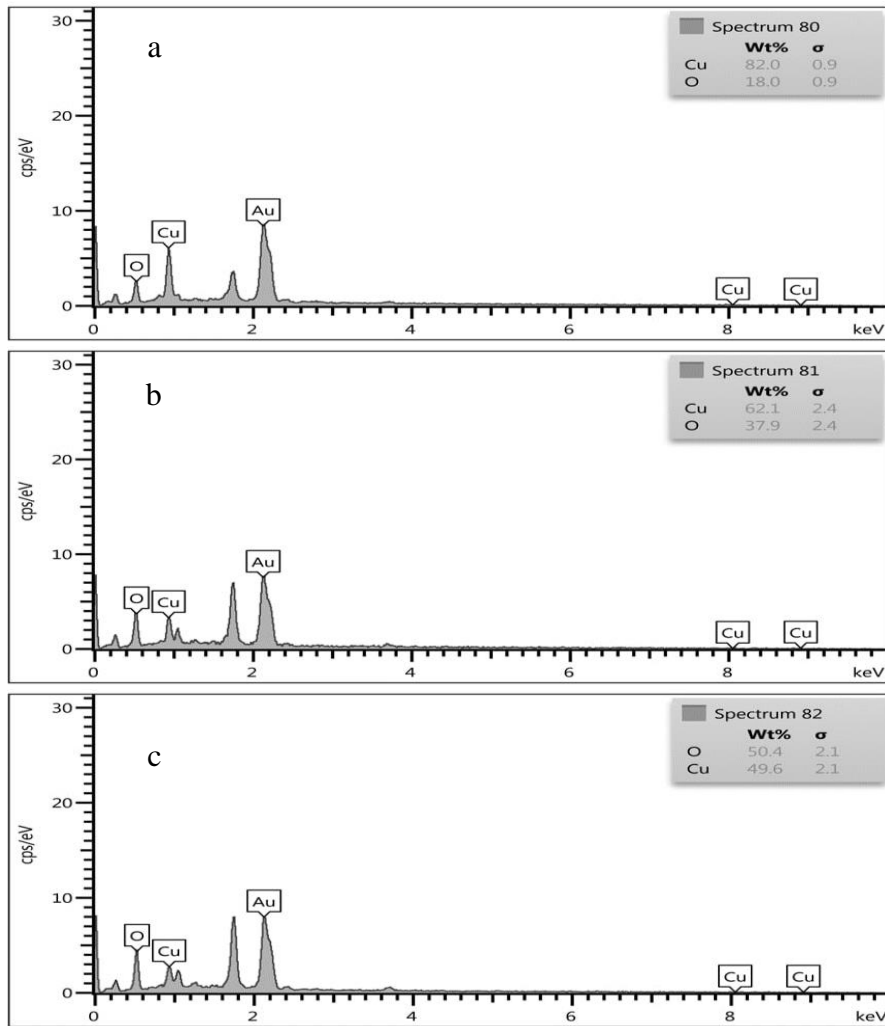 30
a
Spectrum 80
Wt% σ
Cu 82.0 0.9
O 18.0 0.9
20
cps/eV
10
Au
Cu
O
Cu Cu
0
0 2 4 6 8 keV
30
b
Spectrum 81
Wt% σ
Cu 62.1 2.4
O 37.9 2.4
20
cps/eV
10
Au
O Cu
Cu Cu
0
0 2 4 6 8 keV
30
c
Spectrum 82
Wt% σ
O 50.4 2.1
Cu 49.6 2.1
20
cps/eV
10
Au
O
Cu
Cu Cu
0
0 2 4 6 8 keV